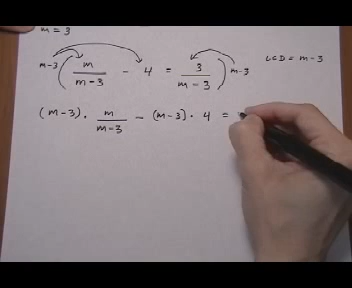 m = 3
m-3 ( m/(m-3) - 4 = 3/(m-3) ) m-3 LCD = m-3
(m-3) · m/(m-3) - (m-3) · 4 =